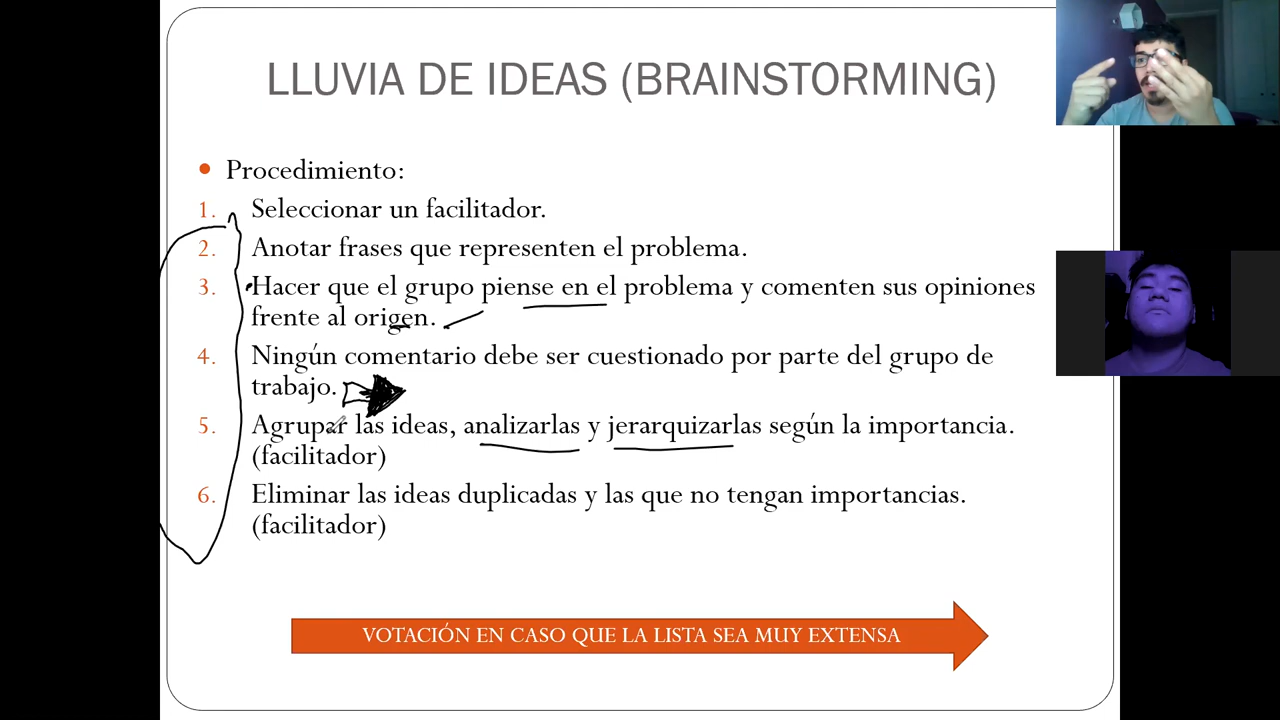 LLUVIA DE IDEAS (BRAINSTORMING)
Procedimiento:
1. Seleccionar un facilitador.
2. Anotar frases que representen el problema.
3. Hacer que el grupo piense en el problema y comenten sus opiniones
frente al origen.
4. Ningún comentario debe ser cuestionado por parte del grupo de
trabajo.
5. Agrupar las ideas, analizarlas y jerarquizarlas según la importancia.
(facilitador)
6. Eliminar las ideas duplicadas y las que no tengan importancias.
(facilitador)
VOTACIÓN EN CASO QUE LA LISTA SEA MUY EXTENSA